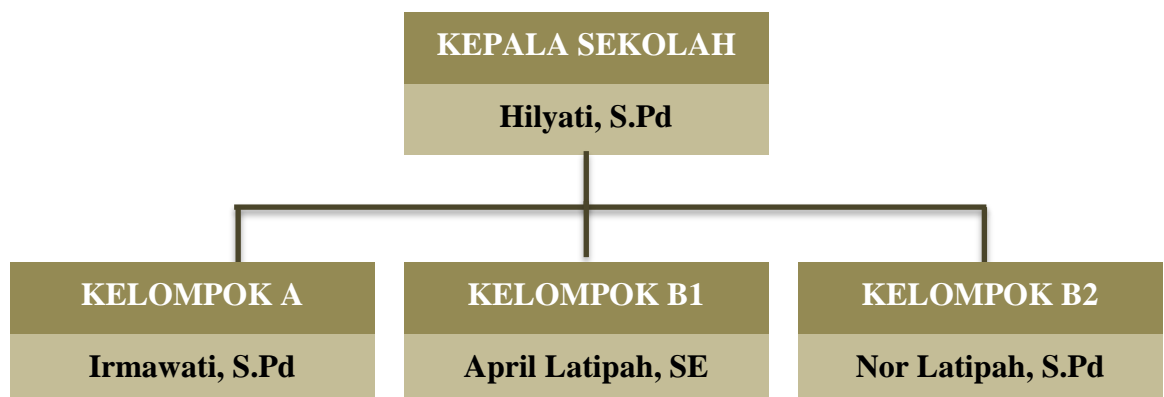 KEPALA SEKOLAH
Hilyati, S.Pd
KELOMPOK A
Irmawati, S.Pd
KELOMPOK B1
April Latipah, SE
KELOMPOK B2
Nor Latipah, S.Pd